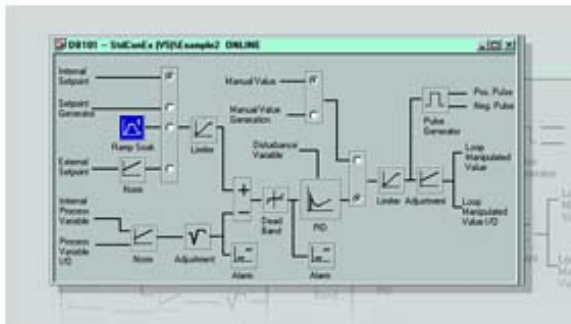 DB101 - StdConEx (V5)\Example2 ONLINE
Internal
Setpoint
Setpoint
Generator
Ramp Soak
Limiter
External
Setpoint
Norm
Internal
Process
Variable
Process
Variable
I/O
Norm
Adjustment
Manual Value
Manual Value
Generation
Disturbance
Variable
Dead
Band
PID
Alarm
Alarm
Limiter
Adjustment
Pulse
Generator
Pos. Pulse
Neg. Pulse
Loop
Manipulated
Value
Loop
Manipulated
Value I/O